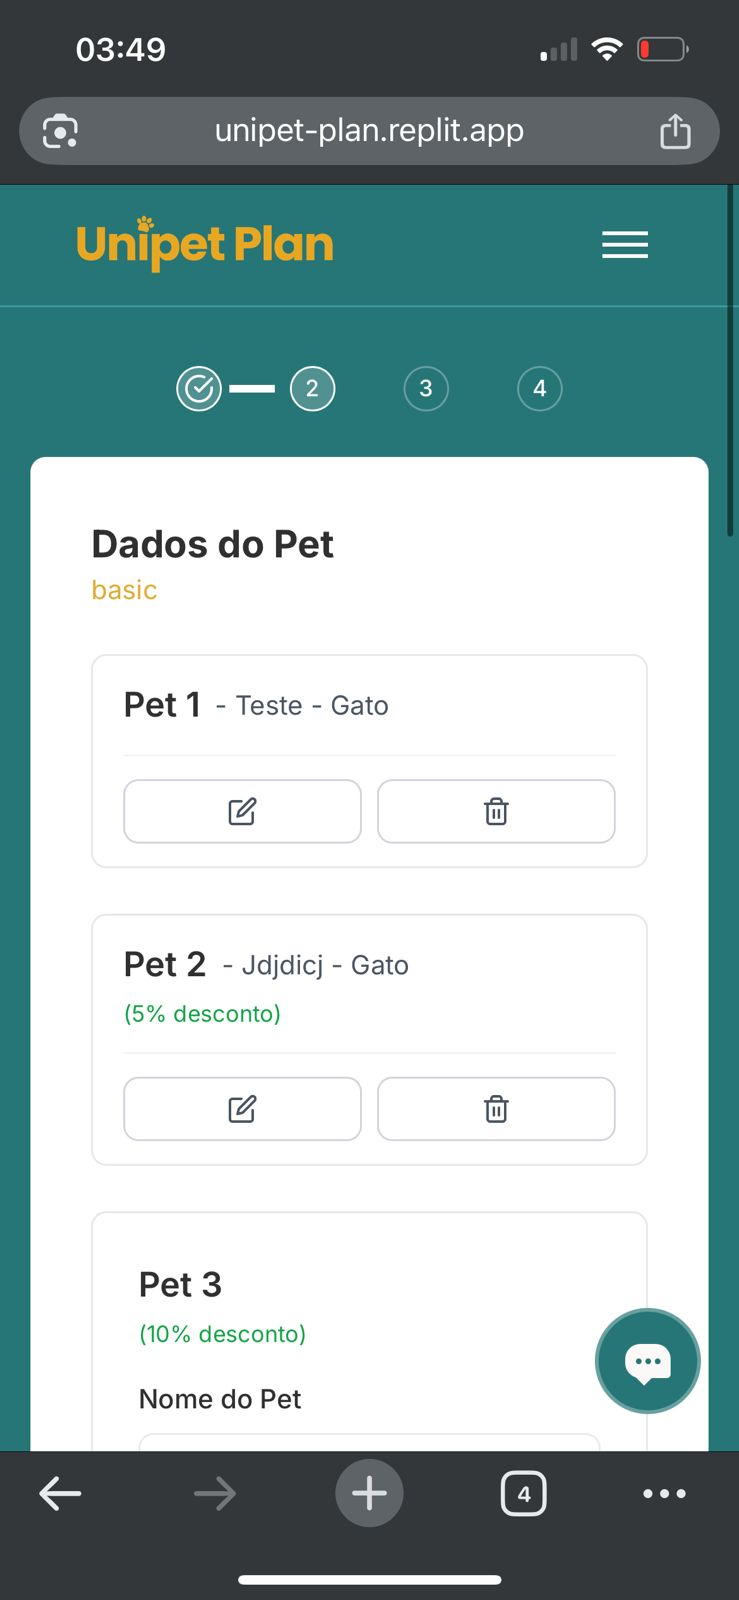 03:49
unipet-plan.replit.app
Unipet Plan
2
3
4
Dados do Pet
basic
Pet 1 - Teste - Gato
Pet 2 - Jdjdicj - Gato
(5% desconto)
Pet 3
(10% desconto)
Nome do Pet
4